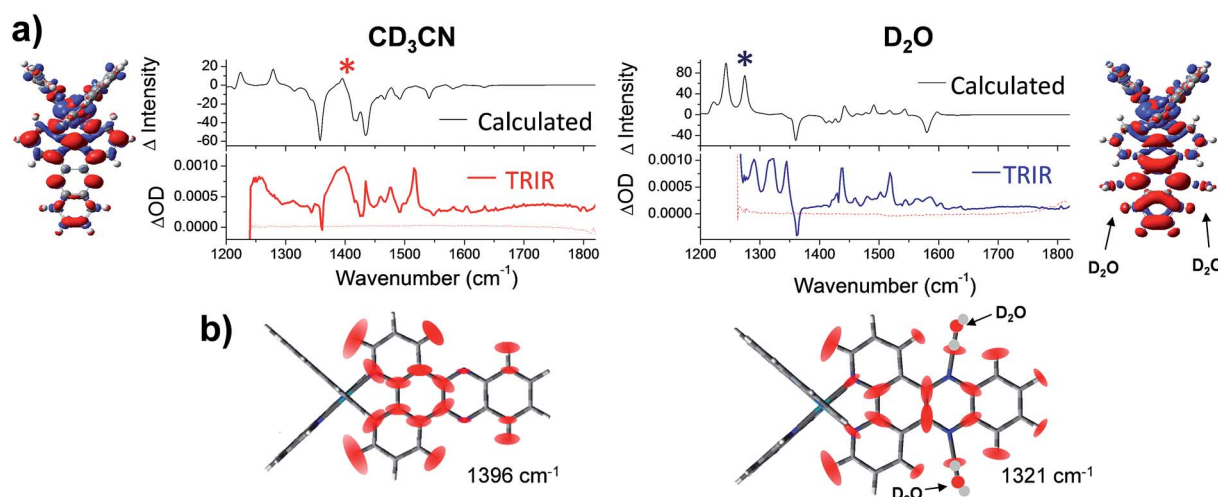 a)
CD₃CN
D₂O
Δ Intensity
20
0
-20
-40
-60
*
Calculated
ΔOD
0.0010
0.0005
0.0000
TRIR
1200 1300 1400 1500 1600 1700 1800
Wavenumber (cm⁻¹)
Δ Intensity
80
40
0
-40
*
Calculated
ΔOD
0.0010
0.0005
0.0000
TRIR
1200 1300 1400 1500 1600 1700 1800
Wavenumber (cm⁻¹)
D₂O
D₂O
b)
1396 cm⁻¹
D₂O
1321 cm⁻¹
D₂O